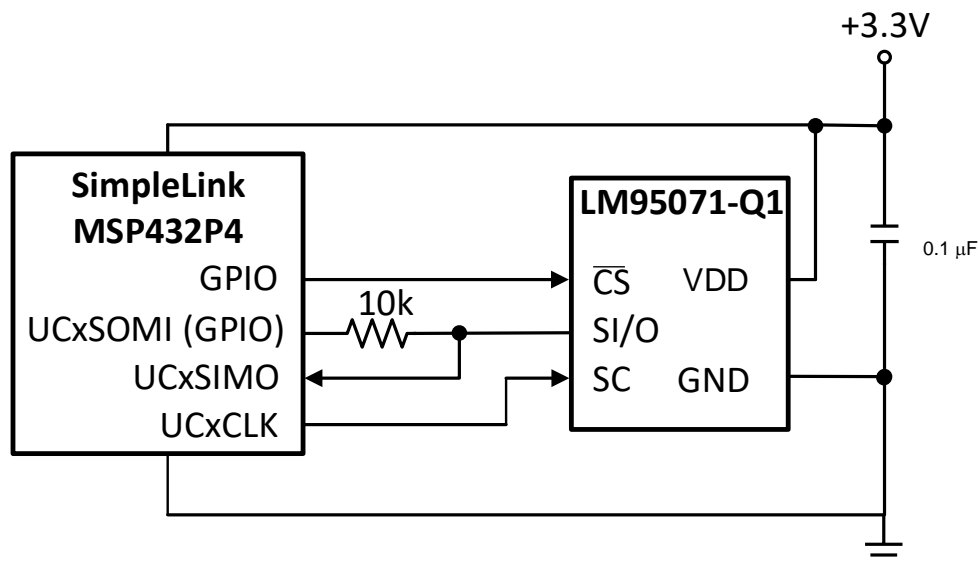 +3.3V
SimpleLink
MSP432P4
GPIO
UCxSOMI (GPIO)
UCxSIMO
UCxCLK
10k
LM95071-Q1
C̅S̅ VDD
SI/O
SC GND
0.1 μF